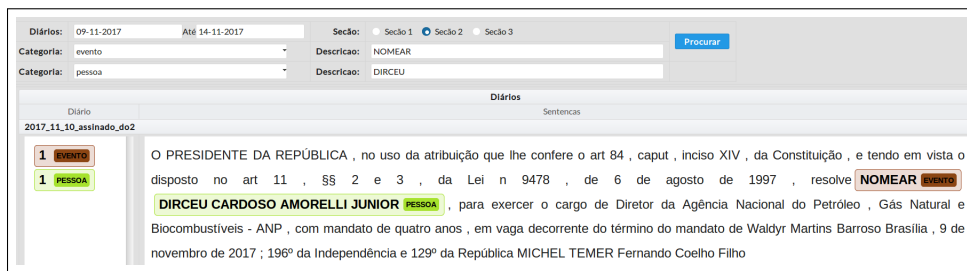 Diários: 09-11-2017 Até 14-11-2017 Secão: Secão 1 Secão 2 Secão 3
Procurar
Categoria: evento Descricao: NOMEAR
Categoria: pessoa Descricao: DIRCEU
Diários
Diário Sentencas
2017_11_10_assinado_do2
1 EVENTO
1 PESSOA
O PRESIDENTE DA REPÚBLICA , no uso da atribuição que lhe confere o art 84 , caput , inciso XIV , da Constituição , e tendo em vista o
disposto no art 11 , §§ 2 e 3 , da Lei n 9478 , de 6 de agosto de 1997 , resolve NOMEAR EVENTO
DIRCEU CARDOSO AMORELLI JUNIOR PESSOA , para exercer o cargo de Diretor da Agência Nacional do Petróleo , Gás Natural e
Biocombustíveis - ANP , com mandato de quatro anos , em vaga decorrente do término do mandato de Waldyr Martins Barroso Brasília , 9 de
novembro de 2017 ; 196º da Independência e 129º da República MICHEL TEMER Fernando Coelho Filho